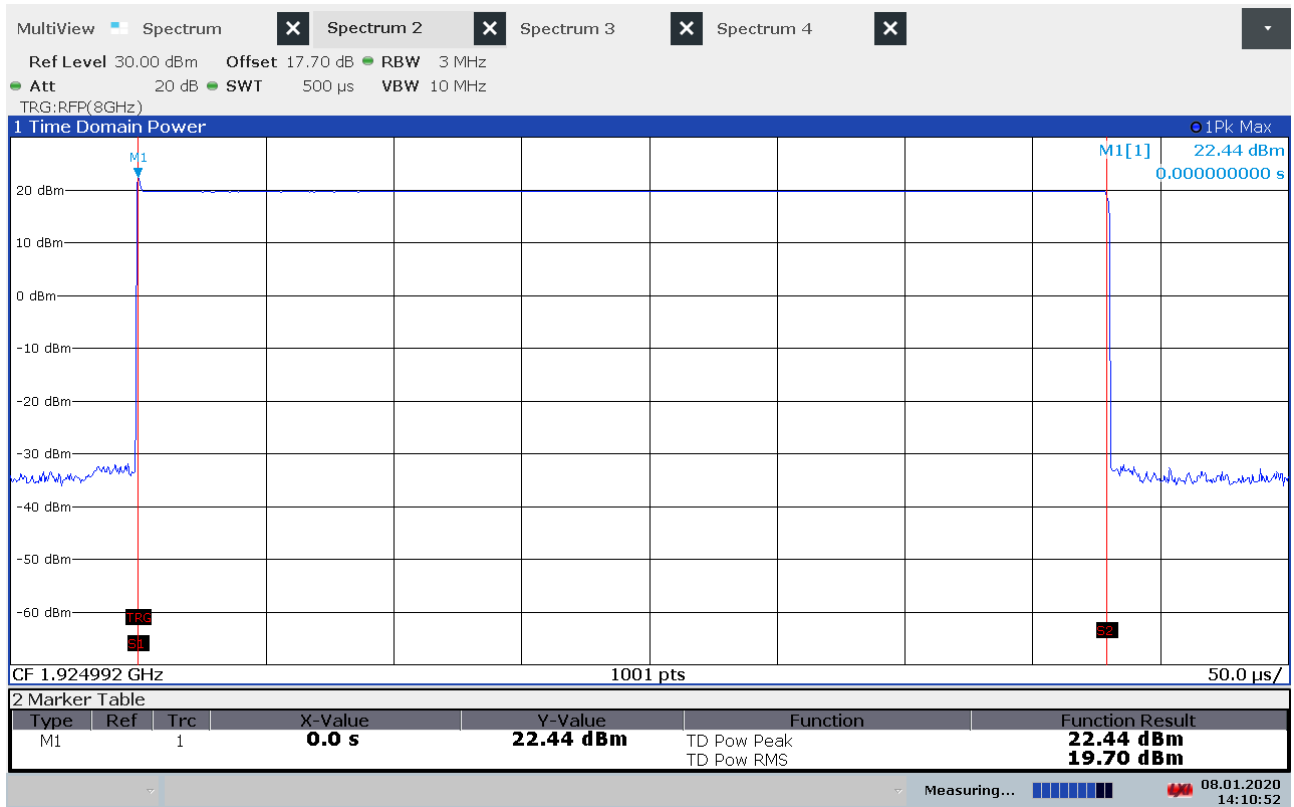 MultiView Spectrum Spectrum 2 Spectrum 3 Spectrum 4
Ref Level 30.00 dBm Offset 17.70 dB RBW 3 MHz
Att 20 dB SWT 500 µs VBW 10 MHz
TRG:RFP(8GHz)
1 Time Domain Power 1Pk Max
M1 M1[1] 22.44 dBm
0.000000000 s
20 dBm
10 dBm
0 dBm
-10 dBm
-20 dBm
-30 dBm
-40 dBm
-50 dBm
-60 dBm
TRG
S1 S2
CF 1.924992 GHz 1001 pts 50.0 µs/
2 Marker Table
Type Ref Trc X-Value Y-Value Function Function Result
M1 1 0.0 s 22.44 dBm TD Pow Peak 22.44 dBm
TD Pow RMS 19.70 dBm
Measuring... 08.01.2020
14:10:52